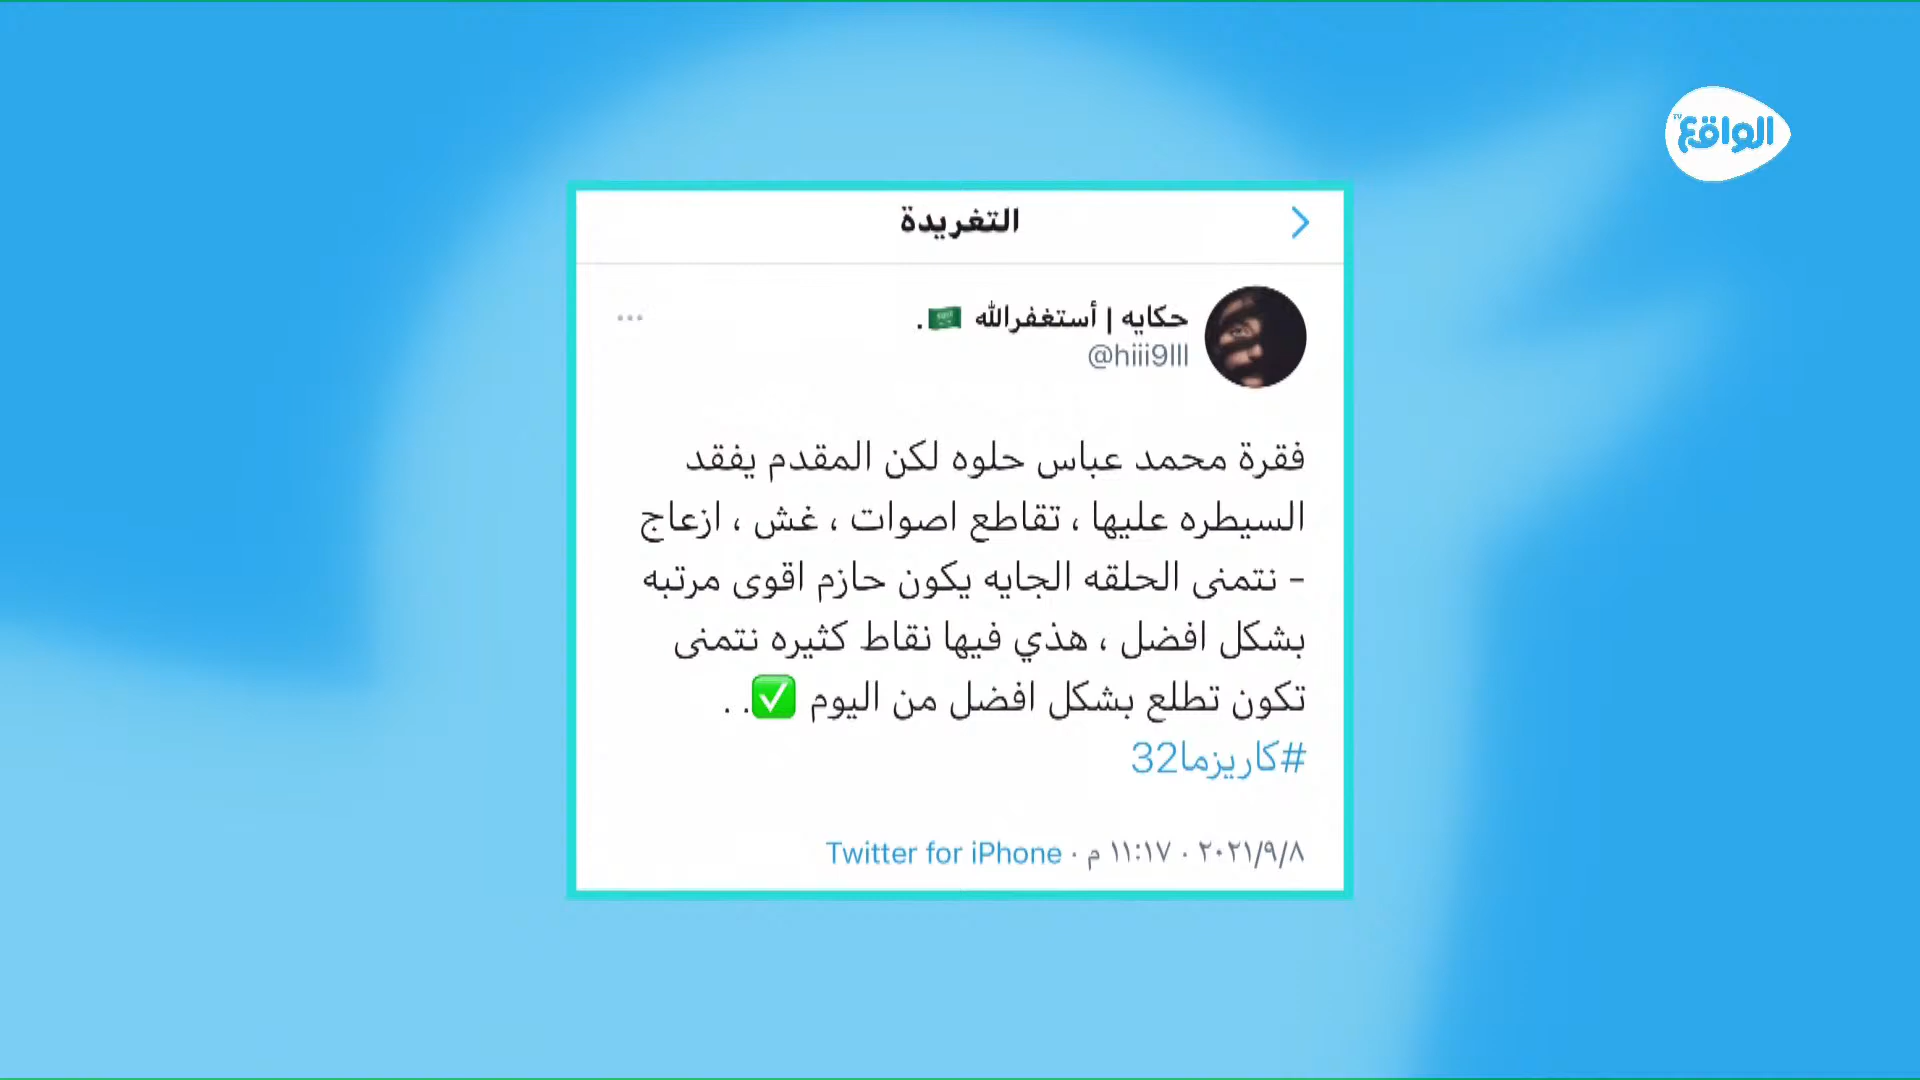 الواقع TV
التغريدة
حكايه | أستغفرالله 🇸🇦 .
@hiii9lll
فقرة محمد عباس حلوه لكن المقدم يفقد
السيطره عليها ، تقاطع اصوات ، غش ، ازعاج
- نتمنى الحلقه الجايه يكون حازم اقوى مرتبه
بشكل افضل ، هذي فيها نقاط كثيره نتمنى
تكون تطلع بشكل افضل من اليوم ✅. .
#كاريزما32
٢٠٢١/٩/٨ · ١١:١٧ م · Twitter for iPhone